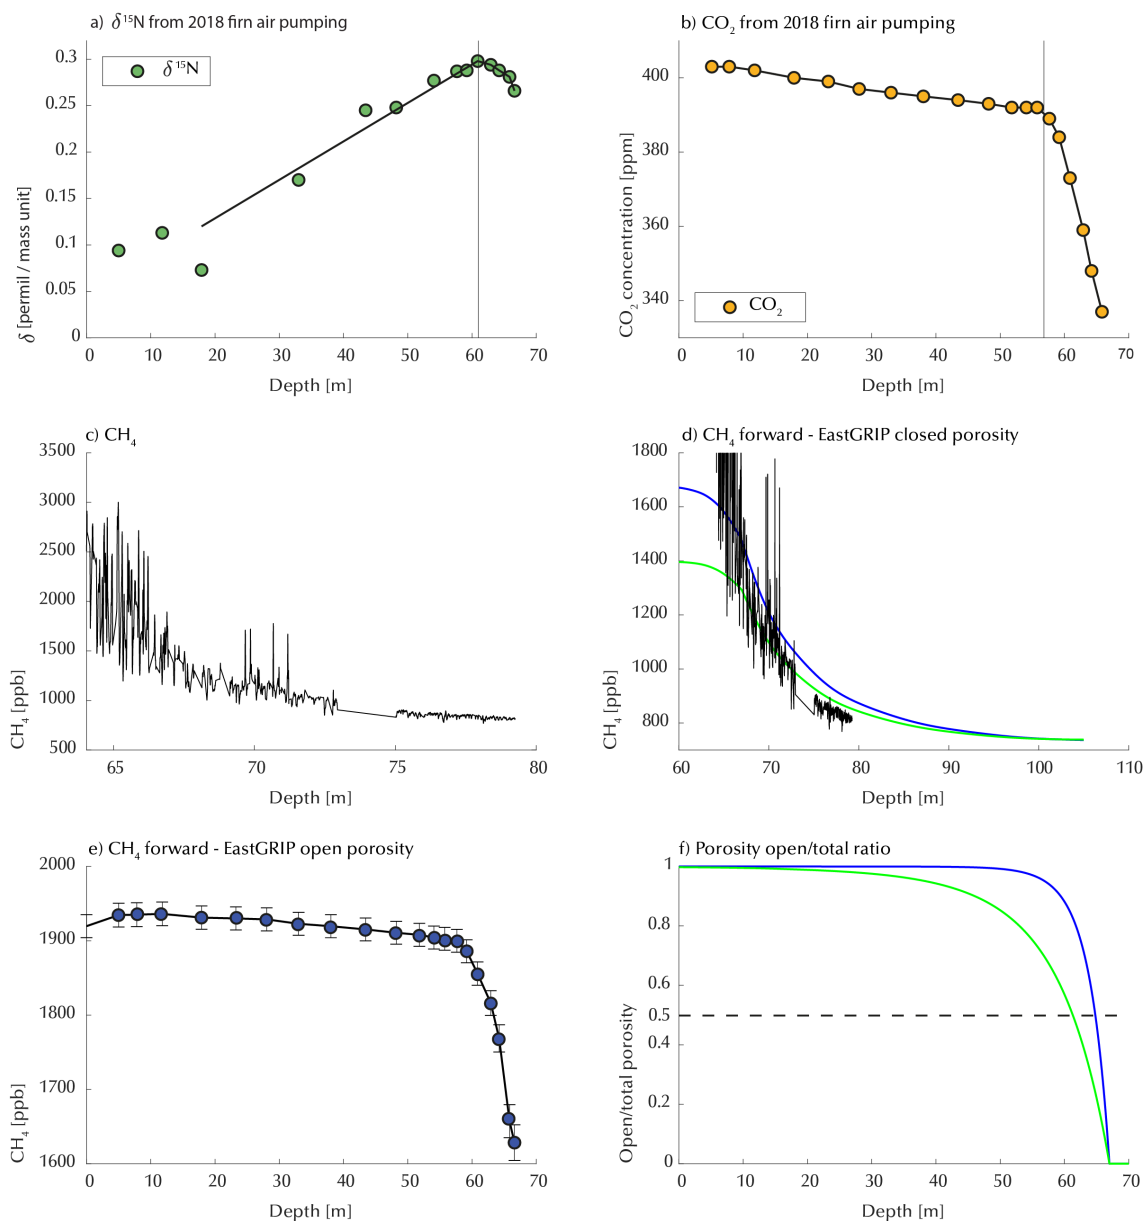 a) δ ¹⁵N from 2018 firn air pumping
δ ¹⁵N
0.3
0.25
0.2
0.15
0.1
0.05
0
δ [permil / mass unit]
0 10 20 30 40 50 60 70
Depth [m]
b) CO₂ from 2018 firn air pumping
400
380
360
340
CO₂ concentration [ppm]
CO₂
0 10 20 30 40 50 60 70
Depth [m]
c) CH₄
3500
3000
2500
2000
1500
1000
500
CH₄ [ppb]
65 70 75 80
Depth [m]
d) CH₄ forward - EastGRIP closed porosity
1800
1600
1400
1200
1000
800
CH₄ [ppb]
60 70 80 90 100 110
Depth [m]
e) CH₄ forward - EastGRIP open porosity
2000
1900
1800
1700
1600
CH₄ [ppb]
0 10 20 30 40 50 60 70
Depth [m]
f) Porosity open/total ratio
1
0.8
0.6
0.5
0.4
0.2
0
Open/total porosity
0 10 20 30 40 50 60 70
Depth [m]